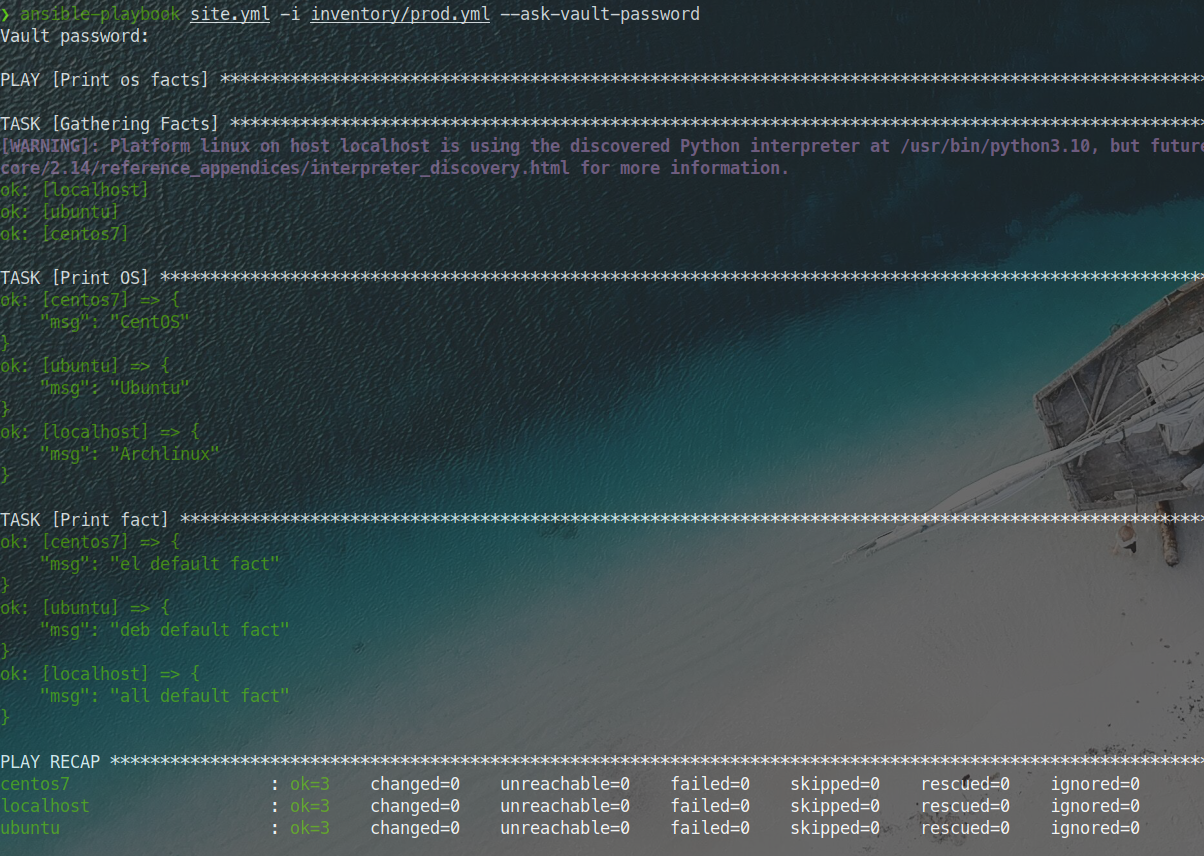 ❯ ansible-playbook site.yml -i inventory/prod.yml --ask-vault-password
Vault password:
PLAY [Print os facts] ***************************************************************************************************
TASK [Gathering Facts] **************************************************************************************************
[WARNING]: Platform linux on host localhost is using the discovered Python interpreter at /usr/bin/python3.10, but future
core/2.14/reference_appendices/interpreter_discovery.html for more information.
ok: [localhost]
ok: [ubuntu]
ok: [centos7]
TASK [Print OS] *********************************************************************************************************
ok: [centos7] => {
    "msg": "CentOS"
}
ok: [ubuntu] => {
    "msg": "Ubuntu"
}
ok: [localhost] => {
    "msg": "Archlinux"
}
TASK [Print fact] *******************************************************************************************************
ok: [centos7] => {
    "msg": "el default fact"
}
ok: [ubuntu] => {
    "msg": "deb default fact"
}
ok: [localhost] => {
    "msg": "all default fact"
}
PLAY RECAP **************************************************************************************************************
centos7                    : ok=3    changed=0    unreachable=0    failed=0    skipped=0    rescued=0    ignored=0
localhost                  : ok=3    changed=0    unreachable=0    failed=0    skipped=0    rescued=0    ignored=0
ubuntu                     : ok=3    changed=0    unreachable=0    failed=0    skipped=0    rescued=0    ignored=0